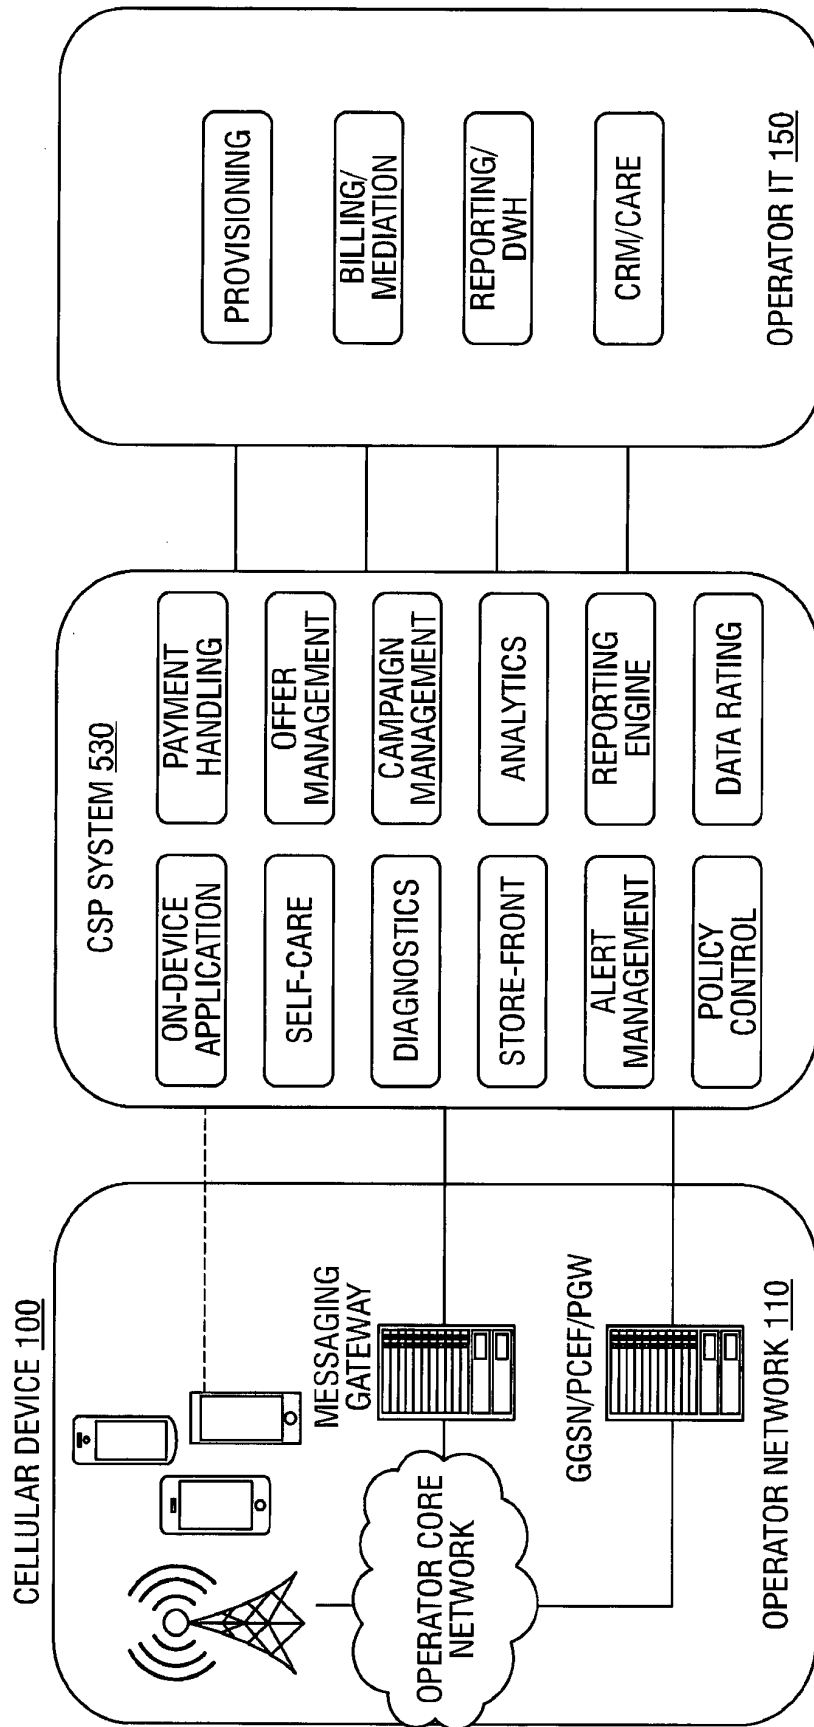 CELLULAR DEVICE 100
MESSAGING
GATEWAY
OPERATOR CORE
NETWORK
GGSN/PCEF/PGW
OPERATOR NETWORK 110
CSP SYSTEM 530
ON-DEVICE
APPLICATION
PAYMENT
HANDLING
SELF-CARE
OFFER
MANAGEMENT
DIAGNOSTICS
CAMPAIGN
MANAGEMENT
STORE-FRONT
ANALYTICS
ALERT
MANAGEMENT
REPORTING
ENGINE
POLICY
CONTROL
DATA RATING
PROVISIONING
BILLING/
MEDIATION
REPORTING/
DWH
CRM/CARE
OPERATOR IT 150